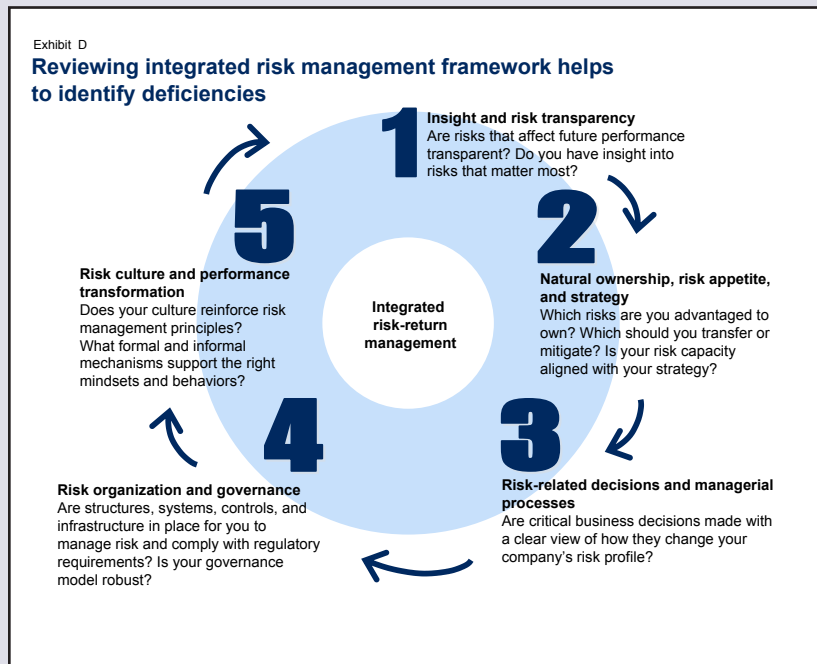 Exhibit D
Reviewing integrated risk management framework helps
to identify deficiencies
1
Insight and risk transparency
Are risks that affect future performance
transparent? Do you have insight into
risks that matter most?
2
Natural ownership, risk appetite,
and strategy
Which risks are you advantaged to
own? Which should you transfer or
mitigate? Is your risk capacity
aligned with your strategy?
3
Risk-related decisions and managerial
processes
Are critical business decisions made with
a clear view of how they change your
company's risk profile?
4
Risk organization and governance
Are structures, systems, controls, and
infrastructure in place for you to
manage risk and comply with regulatory
requirements? Is your governance
model robust?
5
Risk culture and performance
transformation
Does your culture reinforce risk
management principles?
What formal and informal
mechanisms support the right
mindsets and behaviors?
Integrated
risk-return
management